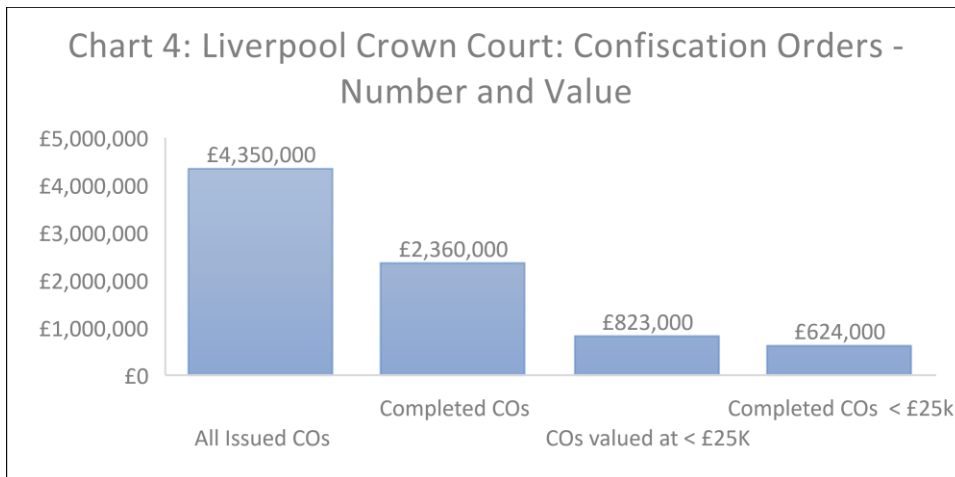 Chart 4: Liverpool Crown Court: Confiscation Orders -
Number and Value
£5,000,000
£4,000,000
£3,000,000
£2,000,000
£1,000,000
£0
£4,350,000
£2,360,000
£823,000
£624,000
All Issued COs
Completed COs
COs valued at < £25K
Completed COs < £25k